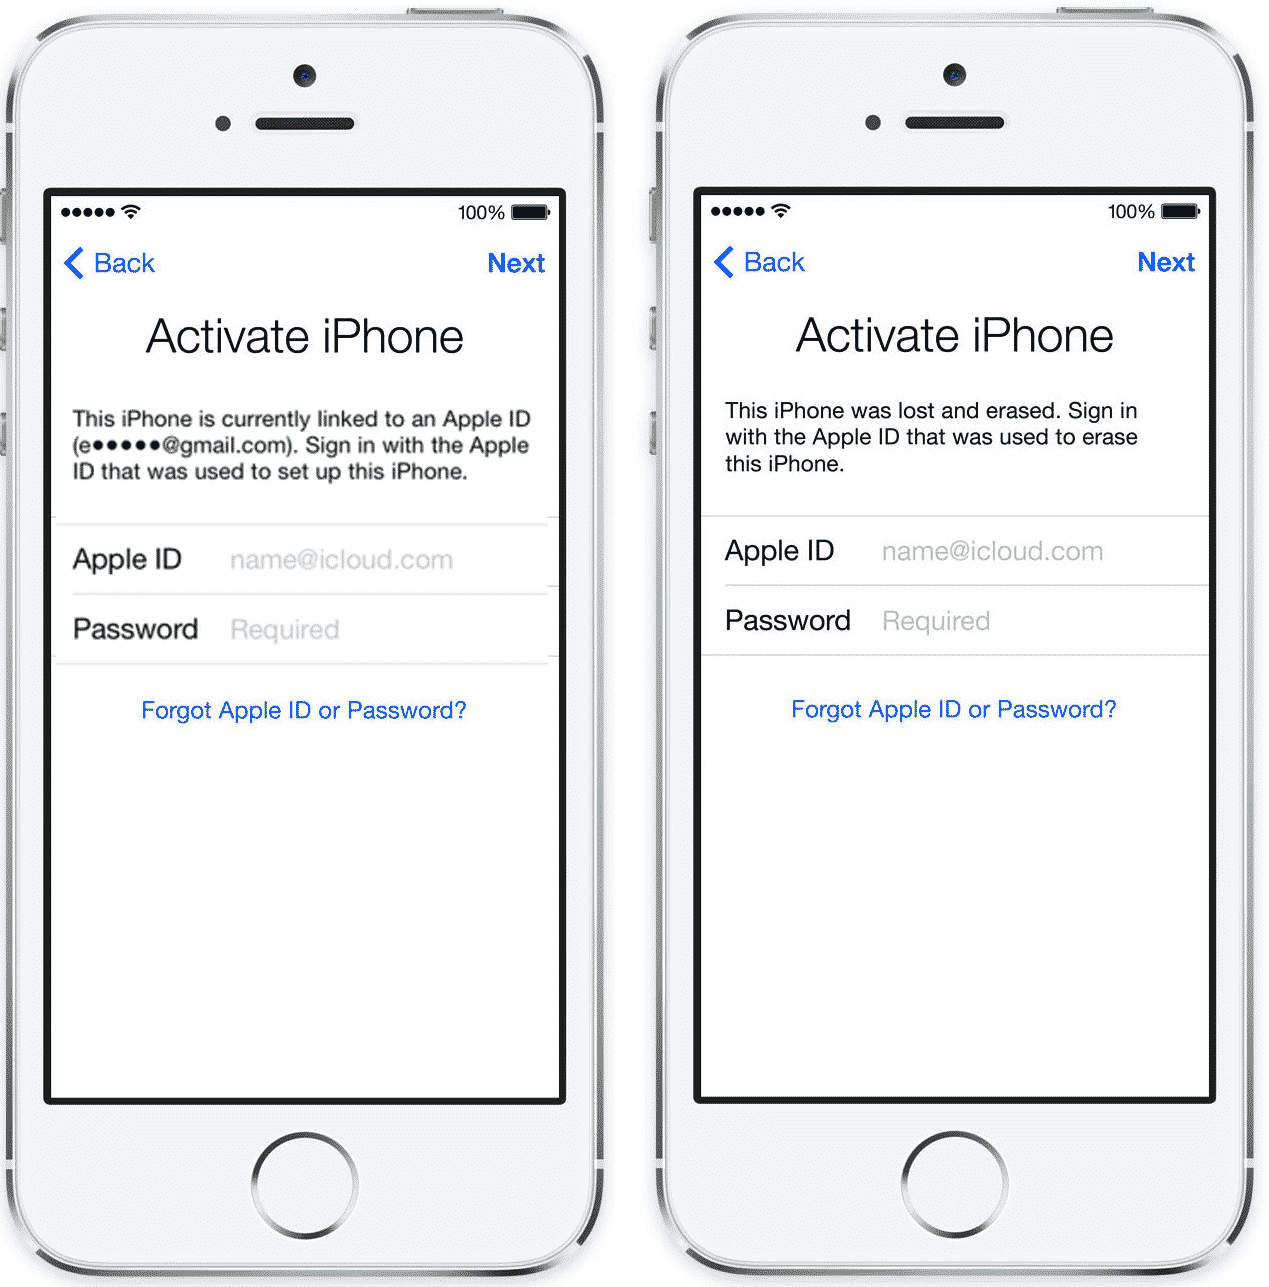 100%
Back
Next
Activate iPhone
This iPhone is currently linked to an Apple ID
(e●●●●●@gmail.com). Sign in with the Apple
ID that was used to set up this iPhone.
Apple ID name@icloud.com
Password Required
Forgot Apple ID or Password?
100%
Back
Next
Activate iPhone
This iPhone was lost and erased. Sign in
with the Apple ID that was used to erase
this iPhone.
Apple ID name@icloud.com
Password Required
Forgot Apple ID or Password?